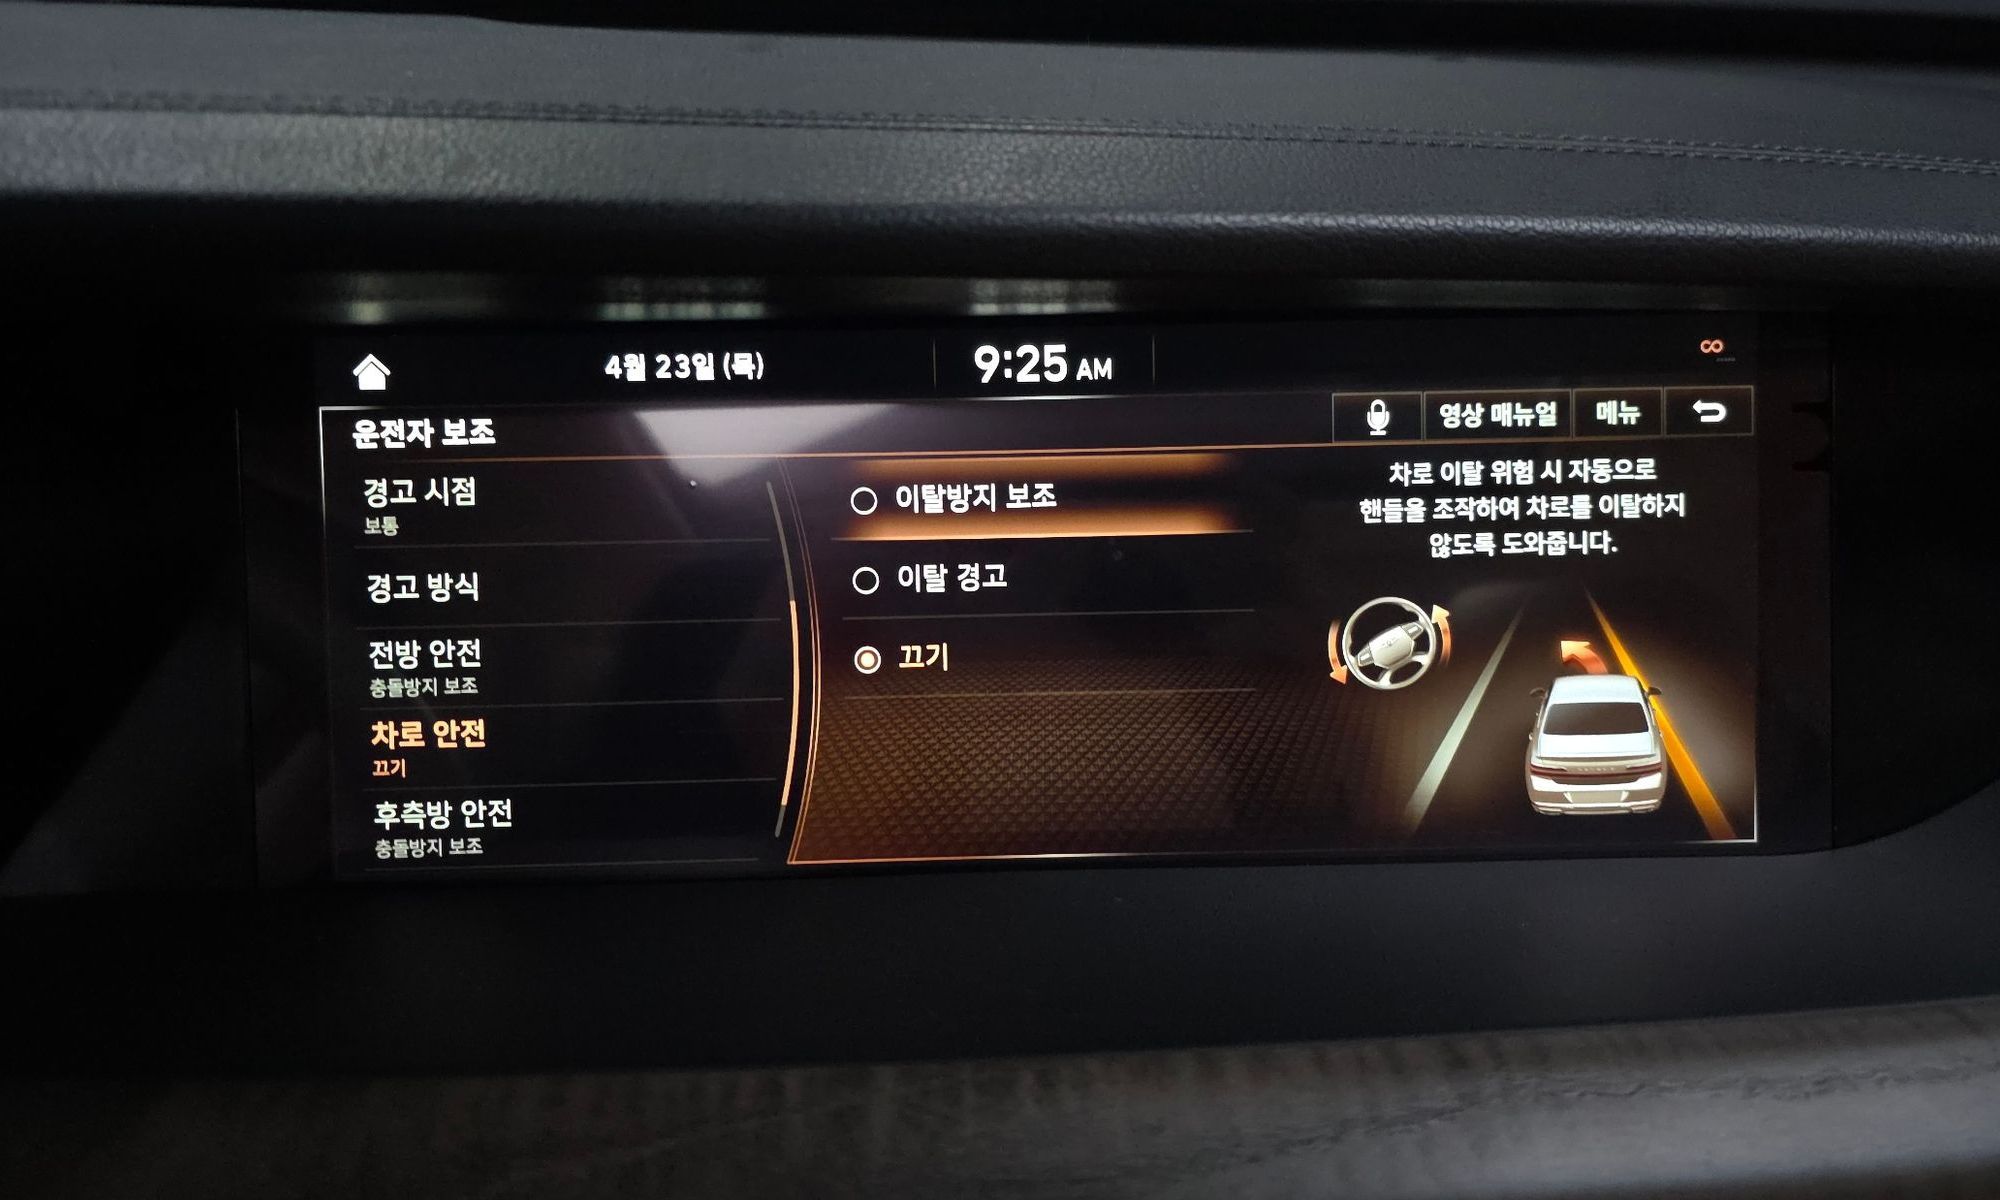 4월 23일 (목)
9:25 AM
운전자 보조
영상 매뉴얼
메뉴
경고 시점
보통
경고 방식
전방 안전
충돌방지 보조
차로 안전
끄기
후측방 안전
충돌방지 보조
이탈방지 보조
이탈 경고
끄기
차로 이탈 위험 시 자동으로
핸들을 조작하여 차로를 이탈하지
않도록 도와줍니다.